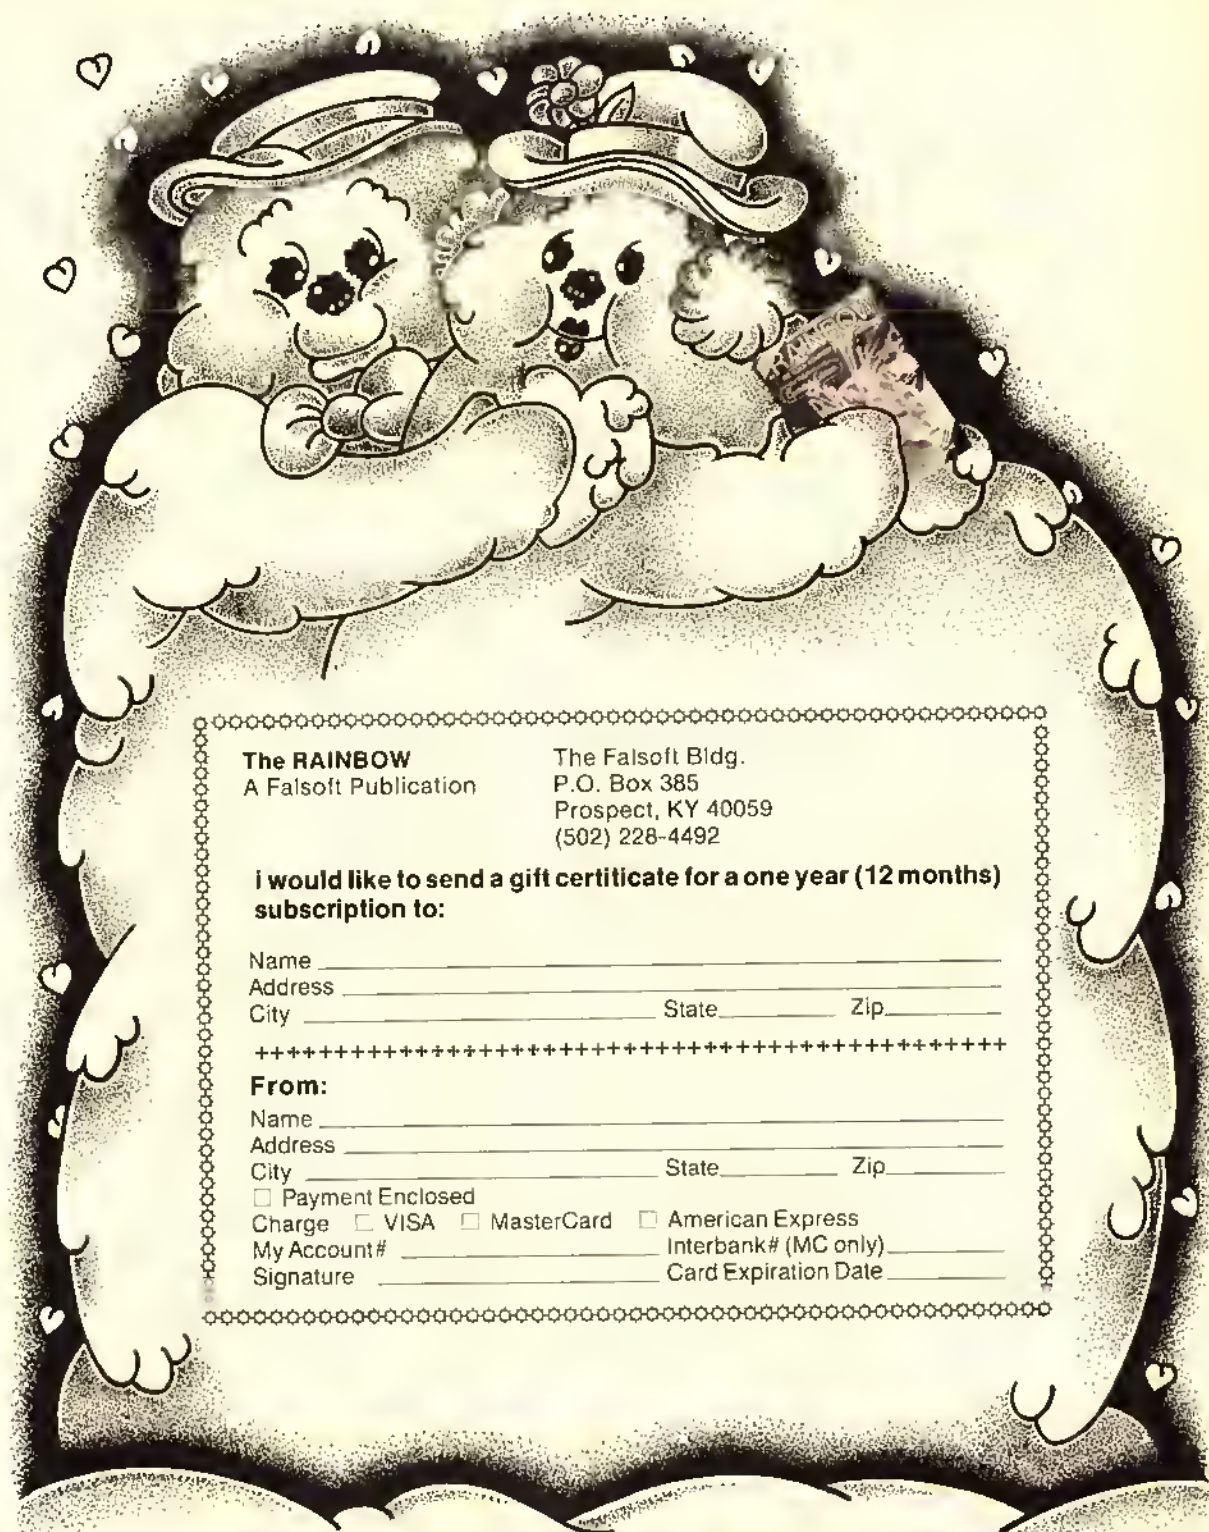 RAINBOW
The RAINBOW
A Falsoft Publication
The Falsoft Bldg.
P.O. Box 385
Prospect, KY 40059
(502) 228-4492
i would like to send a gift certiticate for a one year (12 months)
subscription to:
Name
Address
City State Zip
+++++++++++++++++++++++++++++++++++++++++++++++
From:
Name
Address
City State Zip
☐ Payment Enclosed
Charge ☐ VISA ☐ MasterCard ☐ American Express
My Account# Interbank# (MC only)
Signature Card Expiration Date